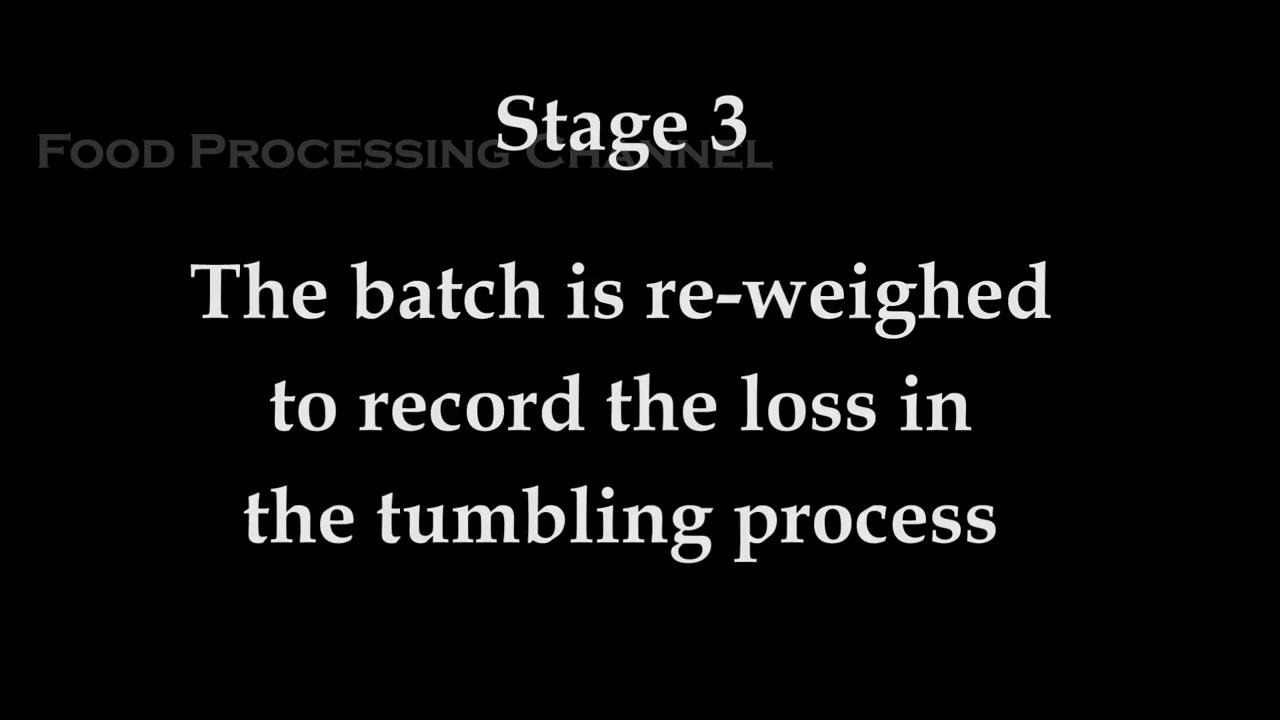 Stage 3
FOOD PROCESSING CHANNEL
The batch is re-weighed
to record the loss in
the tumbling process